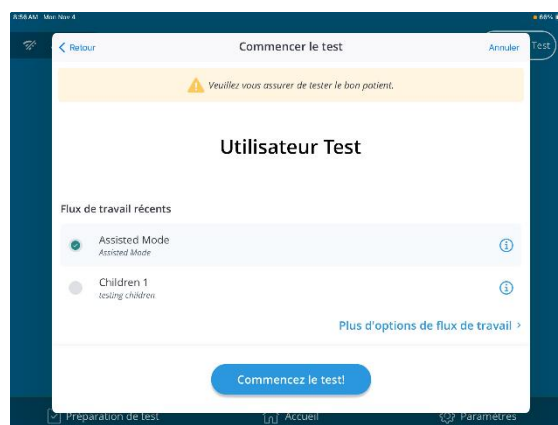 8:56 AM Mon Nov 4
66%
Retour
Commencer le test
Annuler
Test
Veuillez vous assurer de tester le bon patient.
Utilisateur Test
Flux de travail récents
Assisted Mode
Assisted Mode
Children 1
testing children
Plus d'options de flux de travail
Commencez le test!
Préparation de test
Accueil
Paramètres